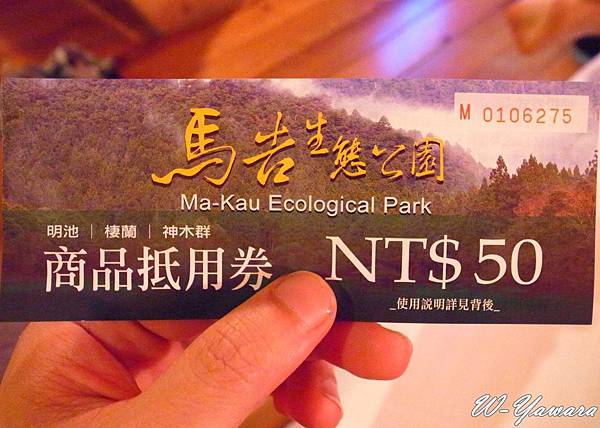 M 0106275
馬告生態公園
Ma-Kau Ecological Park
明池｜棲蘭｜神木群
商品抵用券 NT$50
_使用說明詳見背後_
W-Yawara